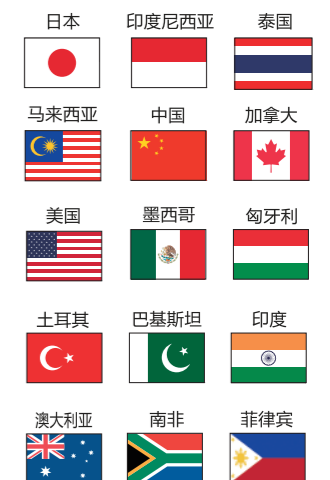 日本 印度尼西亚 泰国
马来西亚 中国 加拿大
美国 墨西哥 匈牙利
土耳其 巴基斯坦 印度
澳大利亚 南非 菲律宾